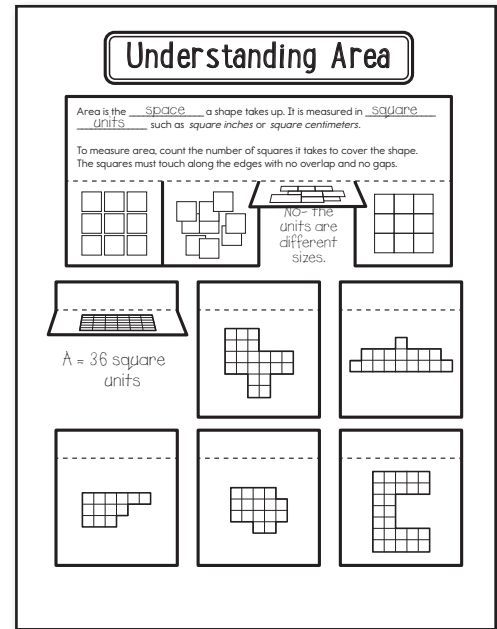 Understanding Area
Area is the space a shape takes up. It is measured in square
units such as square inches or square centimeters.
To measure area, count the number of squares it takes to cover the shape.
The squares must touch along the edges with no overlap and no gaps.
No- the
units are
different
sizes.
A = 36 square
units